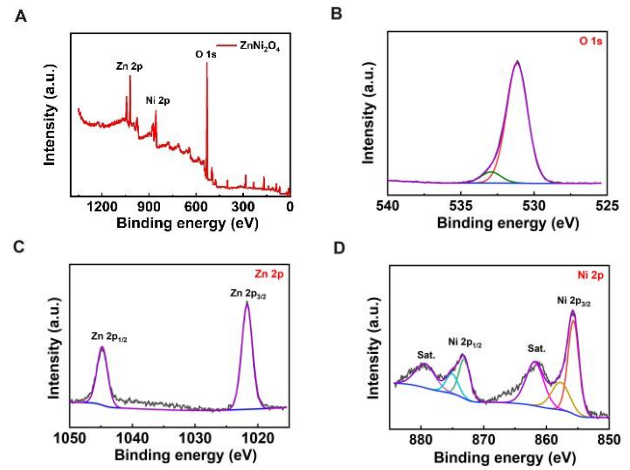 A
Intensity (a.u.)
ZnNi₂O₄
O 1s
Zn 2p
Ni 2p
1200 900 600 300 0
Binding energy (eV)
B
Intensity (a.u.)
O 1s
540 535 530 525
Binding energy (eV)
C
Intensity (a.u.)
Zn 2p
Zn 2p₃/₂
Zn 2p₁/₂
1050 1040 1030 1020
Binding energy (eV)
D
Intensity (a.u.)
Ni 2p
Ni 2p₃/₂
Sat. Ni 2p₁/₂ Sat.
880 870 860 850
Binding energy (eV)